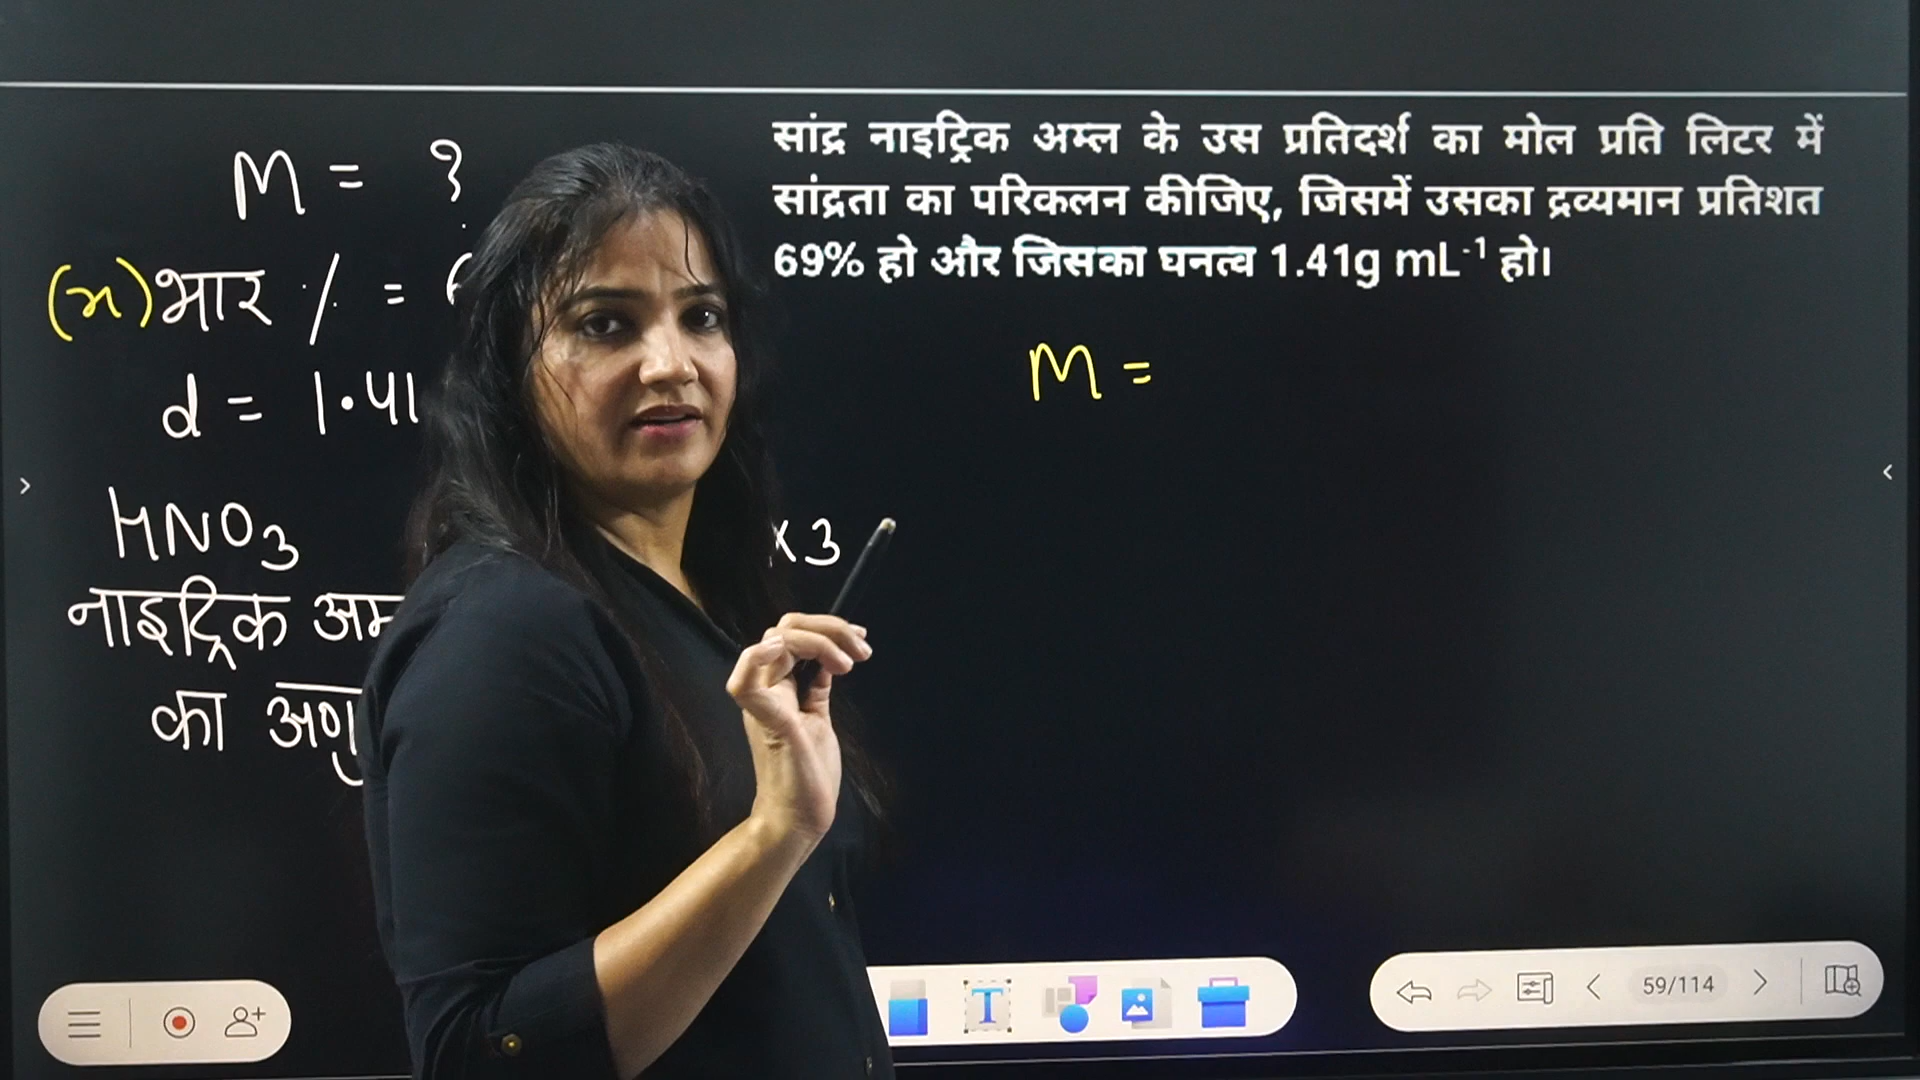 M = ?
(x) भार % =
d = 1.41
HNO3
×3
नाइट्रिक
का
सांद्र नाइट्रिक अम्ल के उस प्रतिदर्श का मोल प्रति लिटर में
सांद्रता का परिकलन कीजिए, जिसमें उसका द्रव्यमान प्रतिशत
69% हो और जिसका घनत्व 1.41g mL⁻¹ हो।
M =
T
59/114